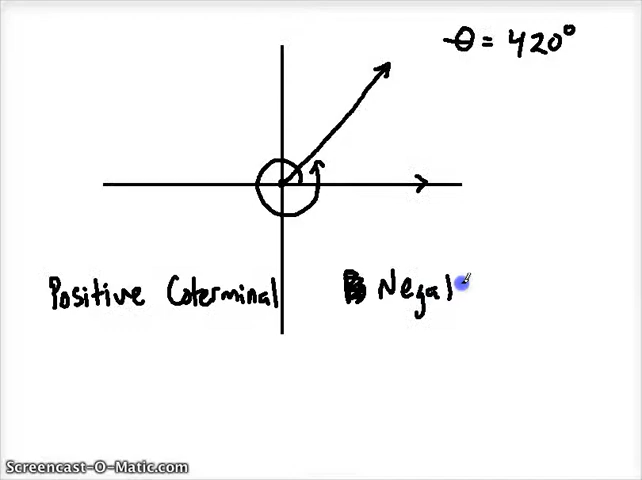 θ = 420°
Positive Coterminal
Negat
Screencast-O-Matic.com